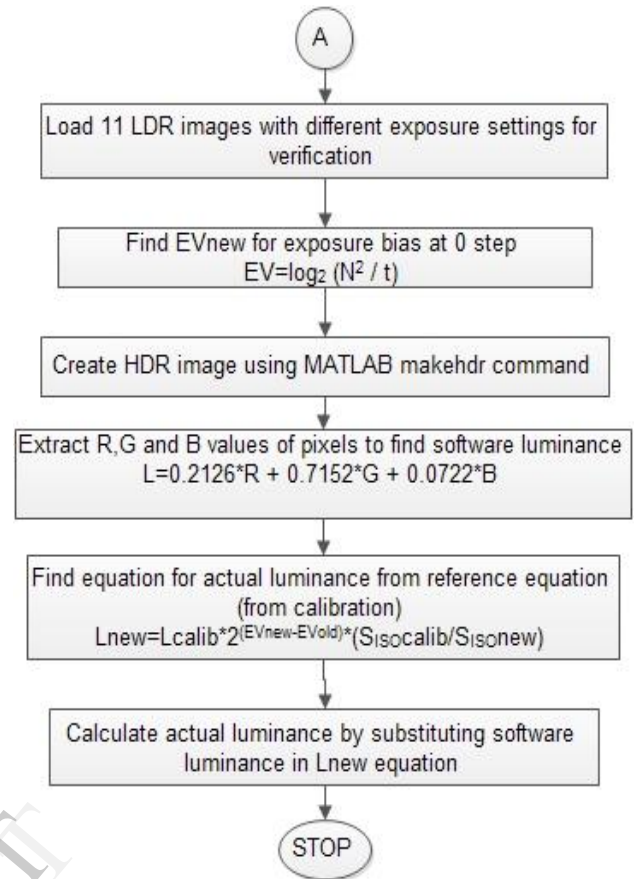 A
Load 11 LDR images with different exposure settings for
verification
Find EVnew for exposure bias at 0 step
EV=log₂ (N² / t)
Create HDR image using MATLAB makehdr command
Extract R,G and B values of pixels to find software luminance
L=0.2126*R + 0.7152*G + 0.0722*B
Find equation for actual luminance from reference equation
(from calibration)
Lnew=Lcalib*2^(EVnew-EVold)*(S_ISOcalib/S_ISOnew)
Calculate actual luminance by substituting software
luminance in Lnew equation
STOP